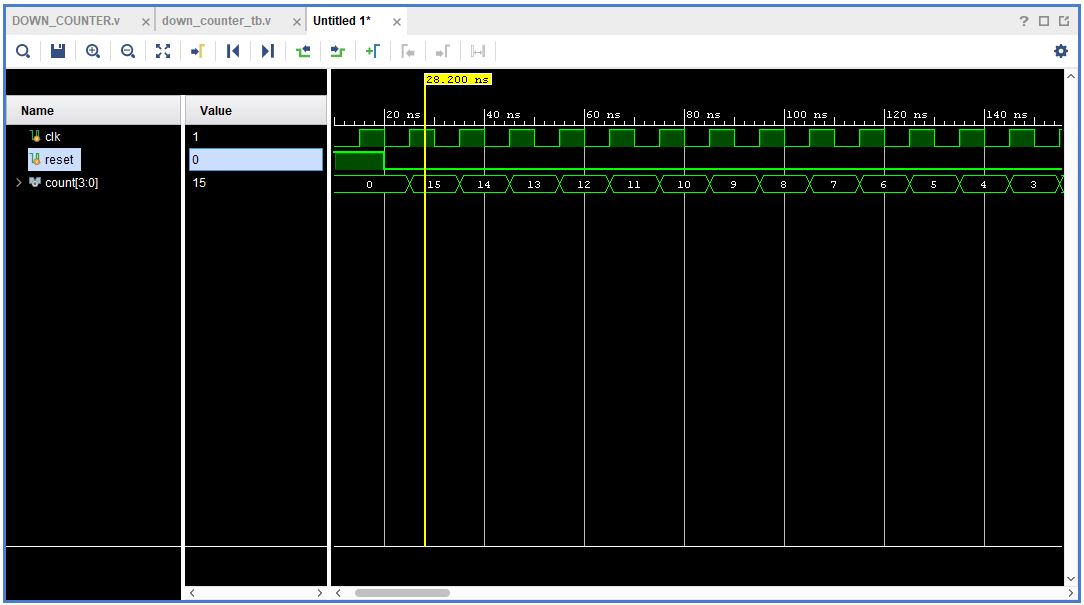 DOWN_COUNTER.v down_counter_tb.v Untitled 1*
28.200 ns
Name Value
20 ns 40 ns 60 ns 80 ns 100 ns 120 ns 140 ns
clk 1
reset 0
count[3:0] 15 0 15 14 13 12 11 10 9 8 7 6 5 4 3